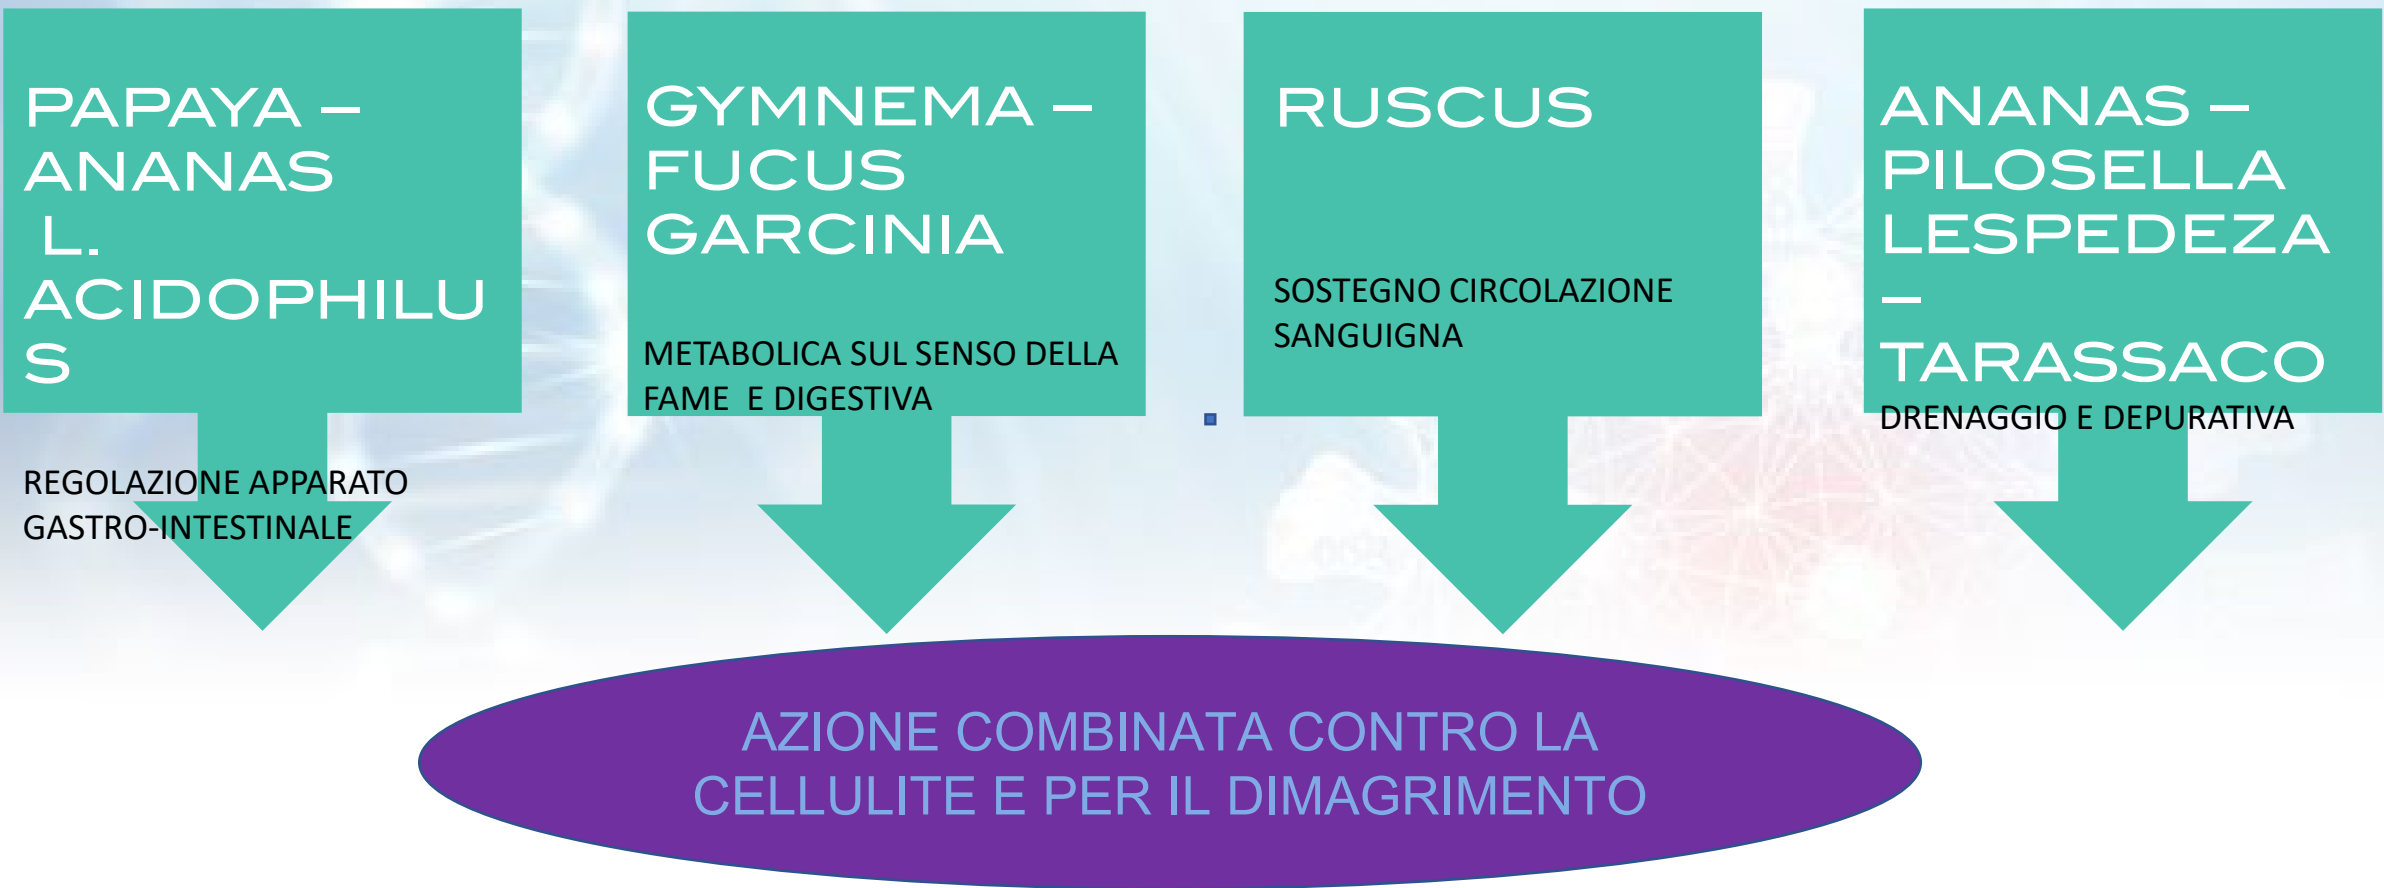 PAPAYA –
ANANAS
L.
ACIDOPHILU
S
REGOLAZIONE APPARATO
GASTRO-INTESTINALE
GYMNEMA –
FUCUS
GARCINIA
METABOLICA SUL SENSO DELLA
FAME E DIGESTIVA
RUSCUS
SOSTEGNO CIRCOLAZIONE
SANGUIGNA
ANANAS –
PILOSELLA
LESPEDEZA
–
TARASSACO
DRENAGGIO E DEPURATIVA
AZIONE COMBINATA CONTRO LA
CELLULITE E PER IL DIMAGRIMENTO